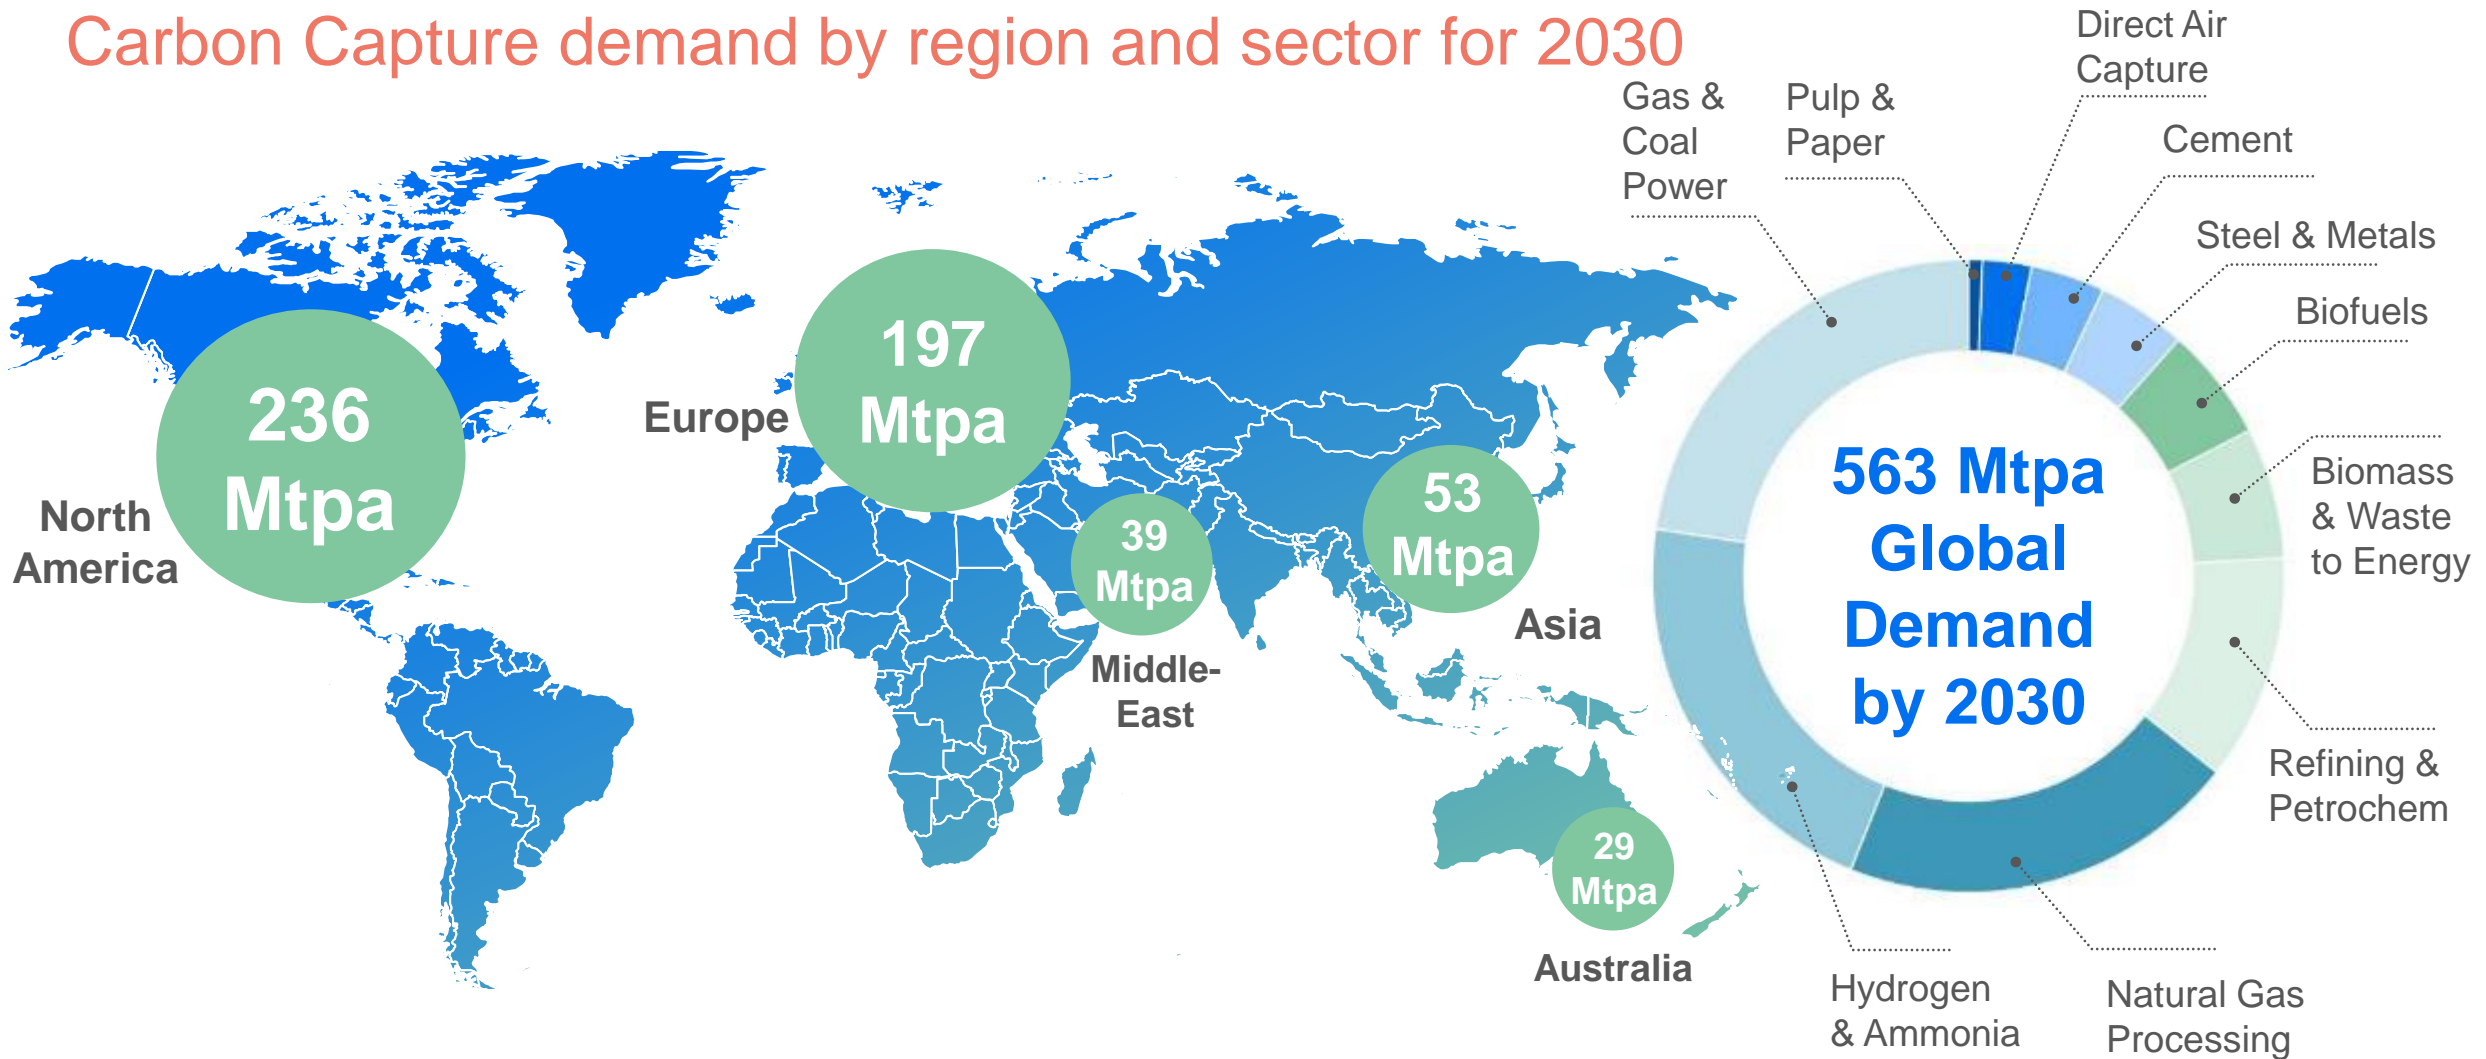 Carbon Capture demand by region and sector for 2030
236
Mtpa
North
America
197
Mtpa
Europe
39
Mtpa
Middle-
East
53
Mtpa
Asia
29
Mtpa
Australia
Gas &
Coal
Power
Pulp &
Paper
Direct Air
Capture
Cement
Steel & Metals
Biofuels
Biomass
& Waste
to Energy
Refining &
Petrochem
Natural Gas
Processing
Hydrogen
& Ammonia
563 Mtpa
Global
Demand
by 2030